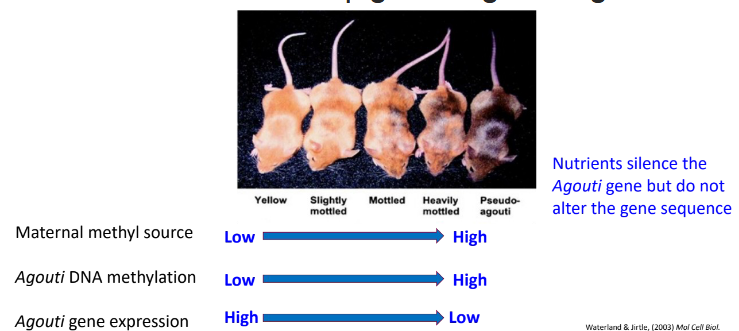 Yellow
Slightly
mottled
Mottled
Heavily
mottled
Pseudo-
agouti
Nutrients silence the
Agouti gene but do not
alter the gene sequence
Maternal methyl source
Low
High
Agouti DNA methylation
Low
High
Agouti gene expression
High
Low
Waterland & Jirtle, (2003) Mol Cell Biol.